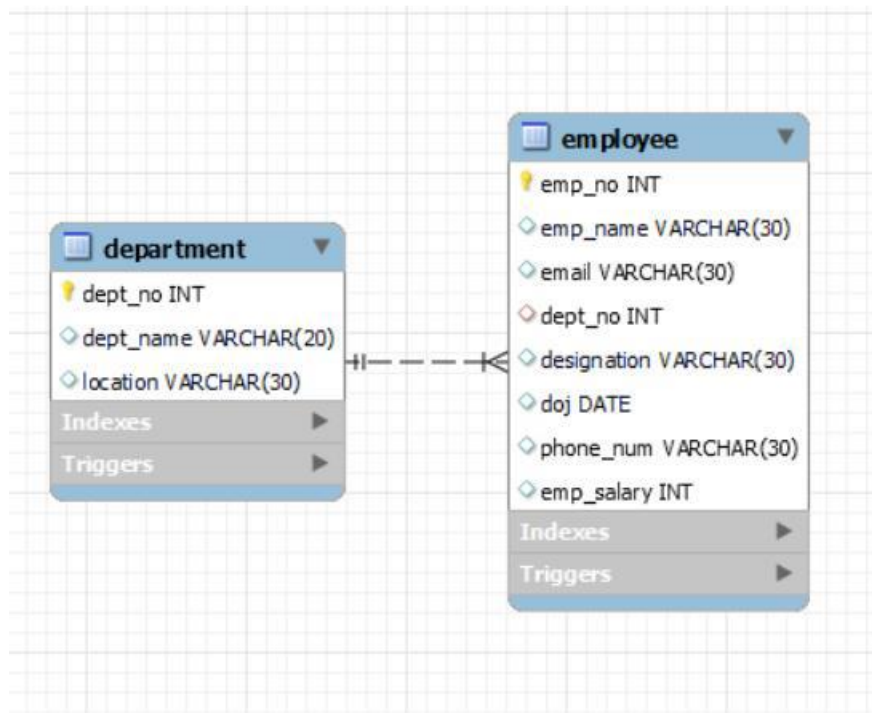 department
dept_no INT
dept_name VARCHAR(20)
location VARCHAR(30)
Indexes
Triggers
employee
emp_no INT
emp_name VARCHAR(30)
email VARCHAR(30)
dept_no INT
designation VARCHAR(30)
doj DATE
phone_num VARCHAR(30)
emp_salary INT
Indexes
Triggers